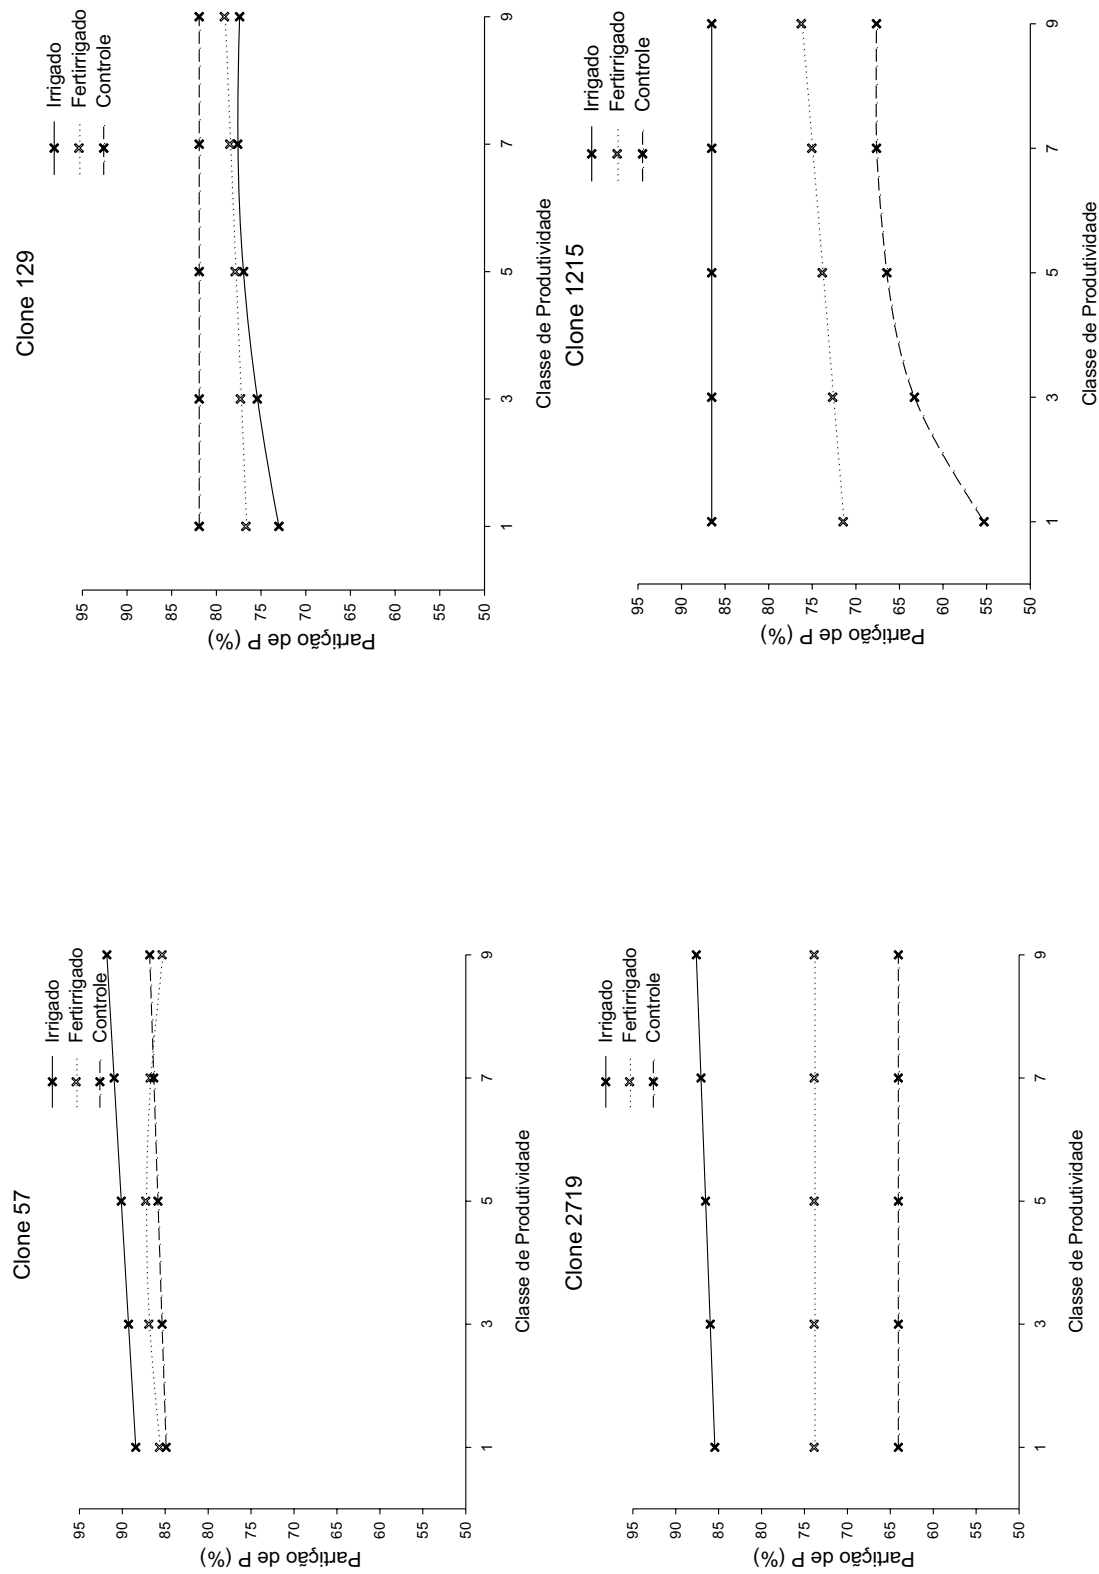 Clone 57
Irrigado
Fertirrigado
Controle
95
90
85
80
75
70
65
60
55
50
Partição de P (%)
1 3 5 7 9
Classe de Produtividade
Clone 129
Irrigado
Fertirrigado
Controle
95
90
85
80
75
70
65
60
55
50
Partição de P (%)
1 3 5 7 9
Classe de Produtividade
Clone 2719
Irrigado
Fertirrigado
Controle
95
90
85
80
75
70
65
60
55
50
Partição de P (%)
1 3 5 7 9
Classe de Produtividade
Clone 1215
Irrigado
Fertirrigado
Controle
95
90
85
80
75
70
65
60
55
50
Partição de P (%)
1 3 5 7 9
Classe de Produtividade